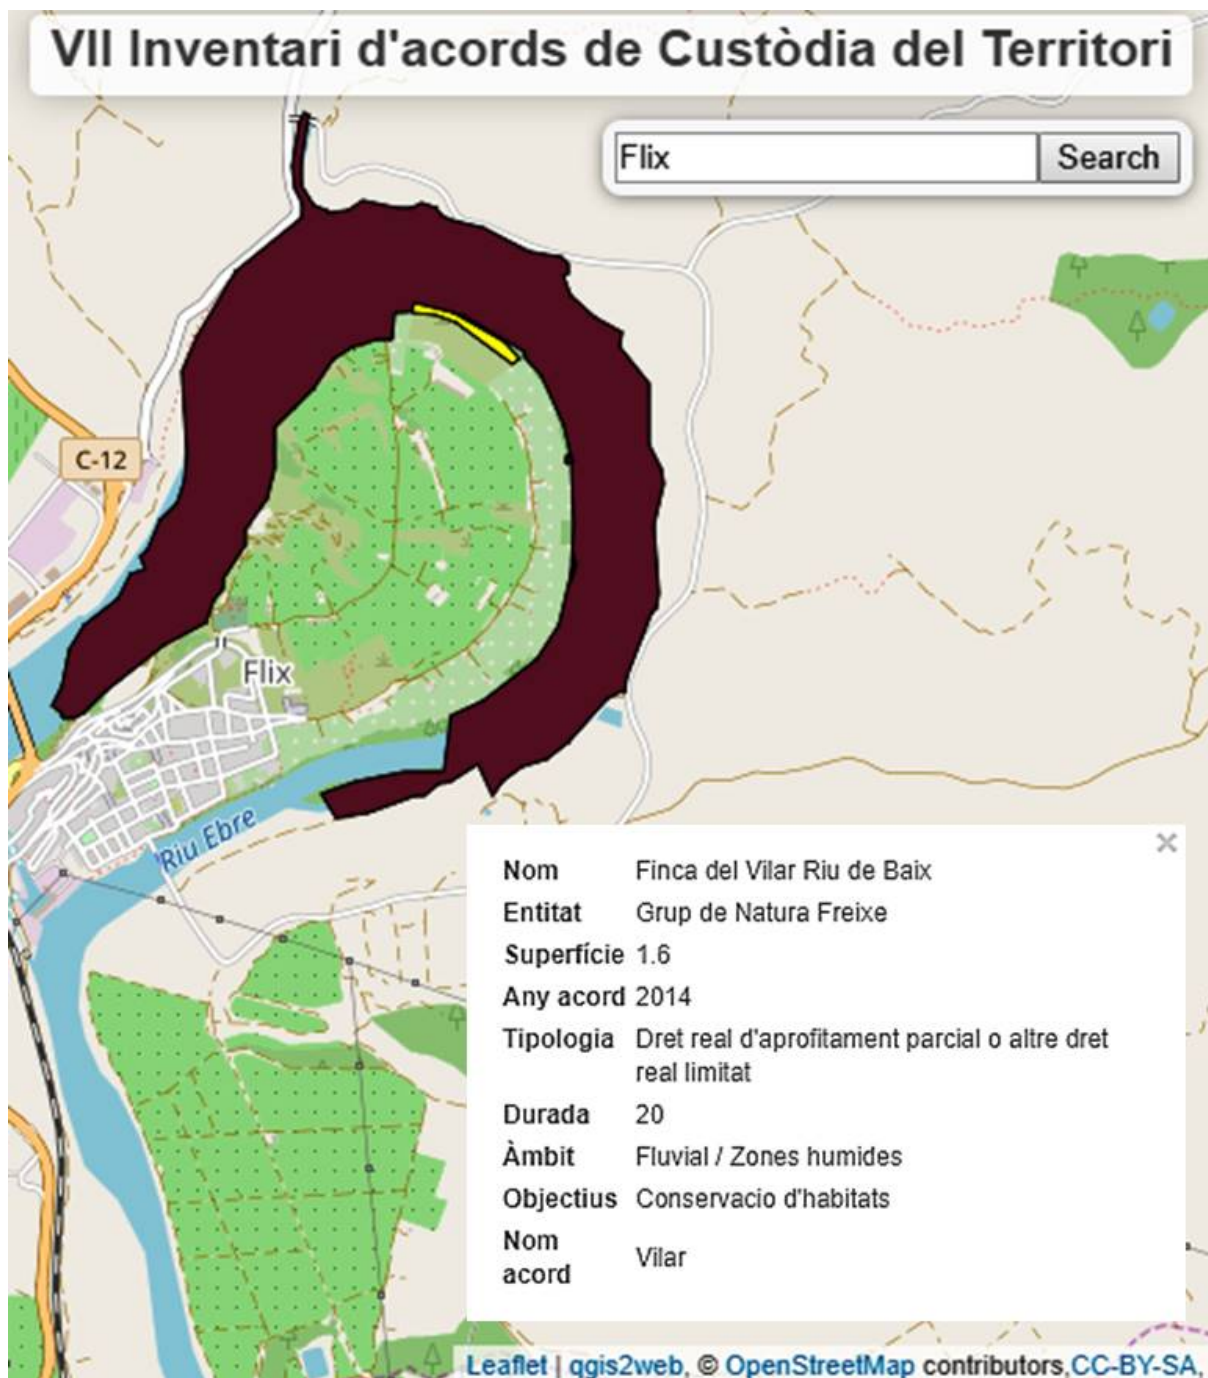 VII Inventari d'acords de Custòdia del Territori
Flix Search
C-12
Flix
Riu Ebre
×
Nom Finca del Vilar Riu de Baix
Entitat Grup de Natura Freixe
Superfície 1.6
Any acord 2014
Tipologia Dret real d'aprofitament parcial o altre dret
real limitat
Durada 20
Àmbit Fluvial / Zones humides
Objectius Conservacio d'habitats
Nom
acord Vilar
Leaflet | qgis2web, © OpenStreetMap contributors,CC-BY-SA,